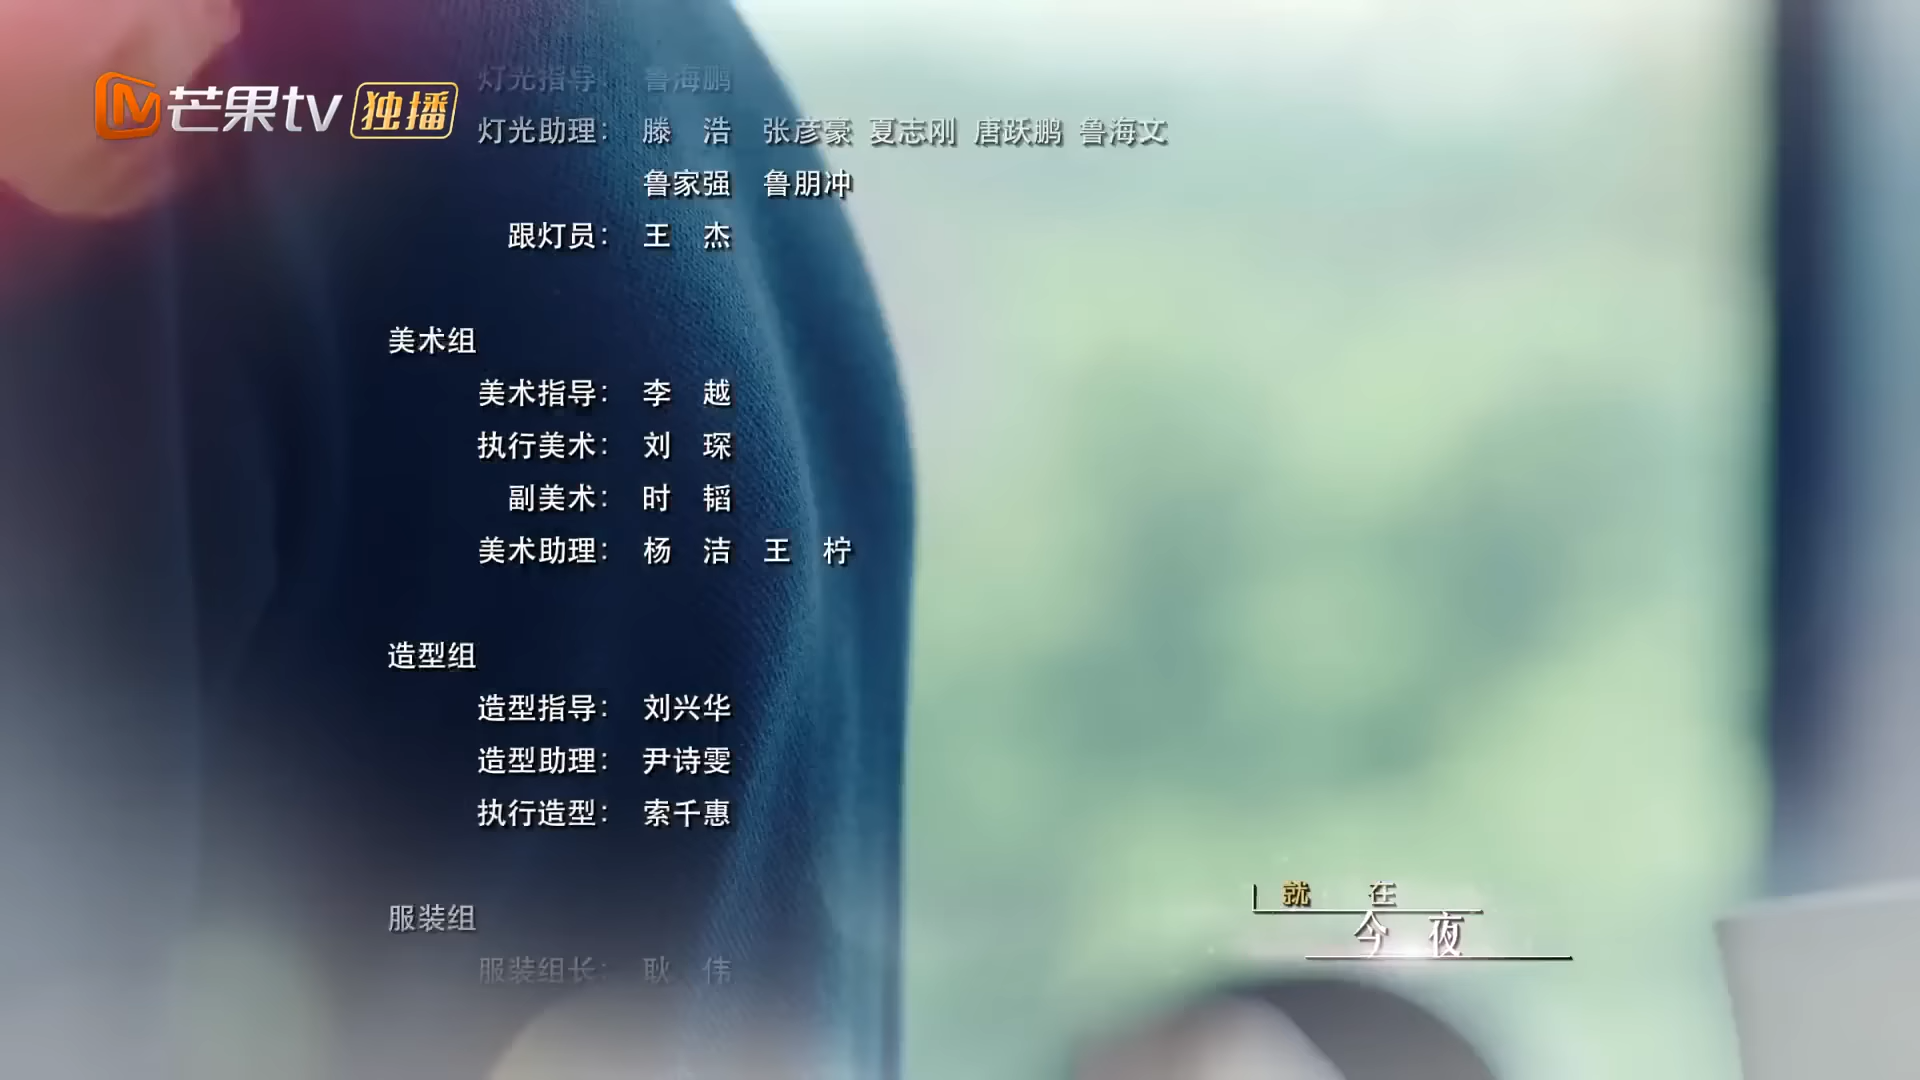 芒果tv 独播
灯光指导： 鲁海鹏
灯光助理： 滕 浩 张彦豪 夏志刚 唐跃鹏 鲁海文
鲁家强 鲁朋冲
跟灯员： 王 杰
美术组
美术指导： 李 越
执行美术： 刘 琛
副美术： 时 韬
美术助理： 杨 洁 王 柠
造型组
造型指导： 刘兴华
造型助理： 尹诗雯
执行造型： 索千惠
服装组
服装组长： 耿 伟
就 在
今 夜